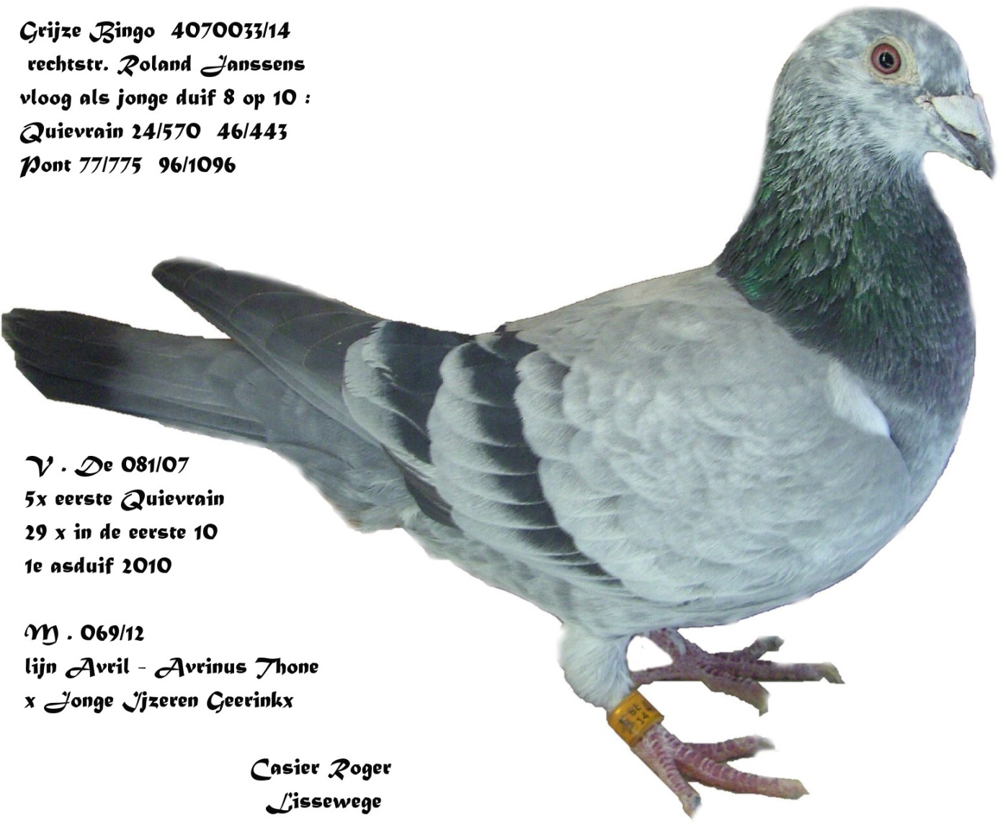 Grijze Bingo 4070033/14
rechtstr. Roland Janssens
vloog als jonge duif 8 op 10 :
Quievrain 24/570 46/443
Pont 77/775 96/1096
V . De 081/07
5x eerste Quievrain
29 x in de eerste 10
1e asduif 2010
M . 069/12
lijn Avril - Avrinus Thone
x Jonge Ijzeren Geerinkx
BE
14
Casier Roger
Lissewege